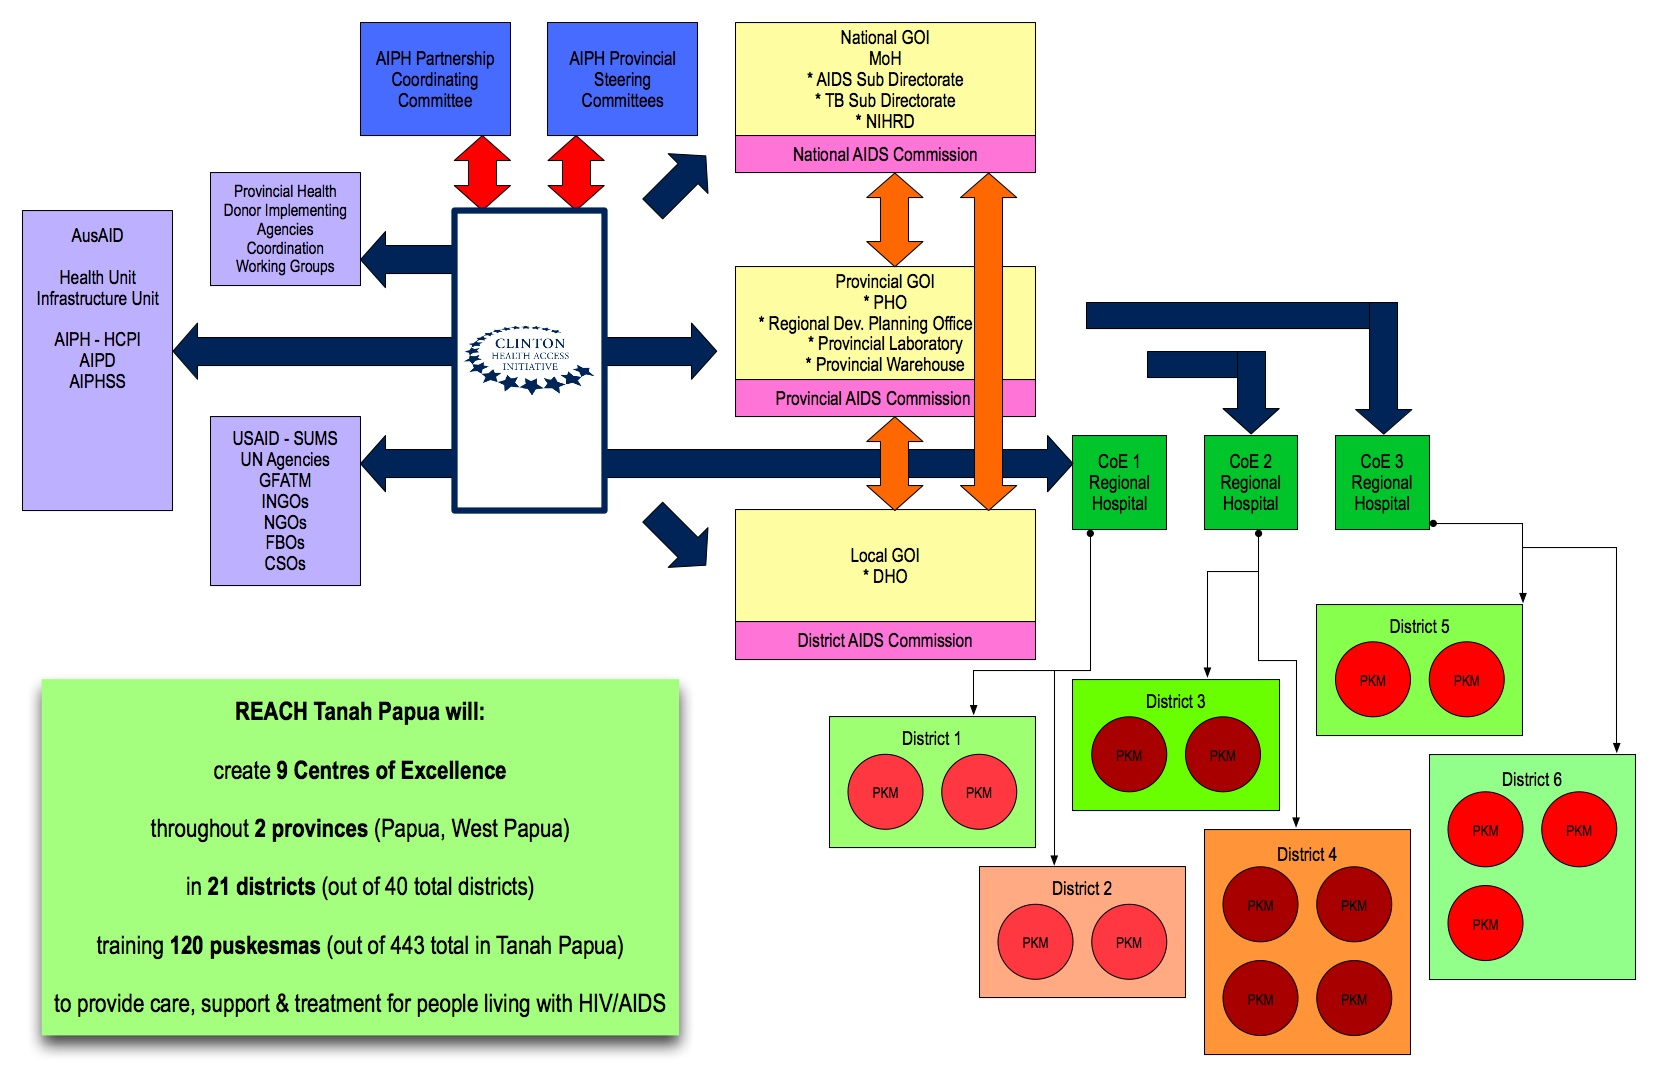 AIPH Partnership
Coordinating
Committee
AIPH Provincial
Steering
Committees
National GOI
MoH
* AIDS Sub Directorate
* TB Sub Directorate
* NIHRD
National AIDS Commission
AusAID
Health Unit
Infrastructure Unit
AIPH - HCPI
AIPD
AIPHSS
Provincial Health
Donor Implementing
Agencies
Coordination
Working Groups
USAID - SUMS
UN Agencies
GFATM
INGOs
NGOs
FBOs
CSOs
CLINTON
HEALTH ACCESS
INITIATIVE
Provincial GOI
* PHO
* Regional Dev. Planning Office
* Provincial Laboratory
* Provincial Warehouse
Provincial AIDS Commission
Local GOI
* DHO
District AIDS Commission
CoE 1
Regional
Hospital
CoE 2
Regional
Hospital
CoE 3
Regional
Hospital
District 1
PKM
PKM
District 2
PKM
PKM
District 3
PKM
PKM
District 4
PKM
PKM
PKM
PKM
District 5
PKM
PKM
District 6
PKM
PKM
PKM
REACH Tanah Papua will:
create 9 Centres of Excellence
throughout 2 provinces (Papua, West Papua)
in 21 districts (out of 40 total districts)
training 120 puskesmas (out of 443 total in Tanah Papua)
to provide care, support & treatment for people living with HIV/AIDS